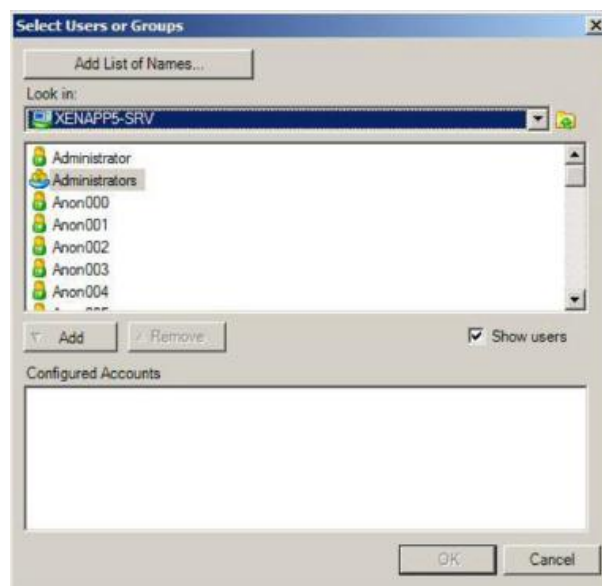 Select Users or Groups
Add List of Names...
Look in:
XENAPP5-SRV
Administrator
Administrators
Anon000
Anon001
Anon002
Anon003
Anon004
Add Remove Show users
Configured Accounts
OK Cancel